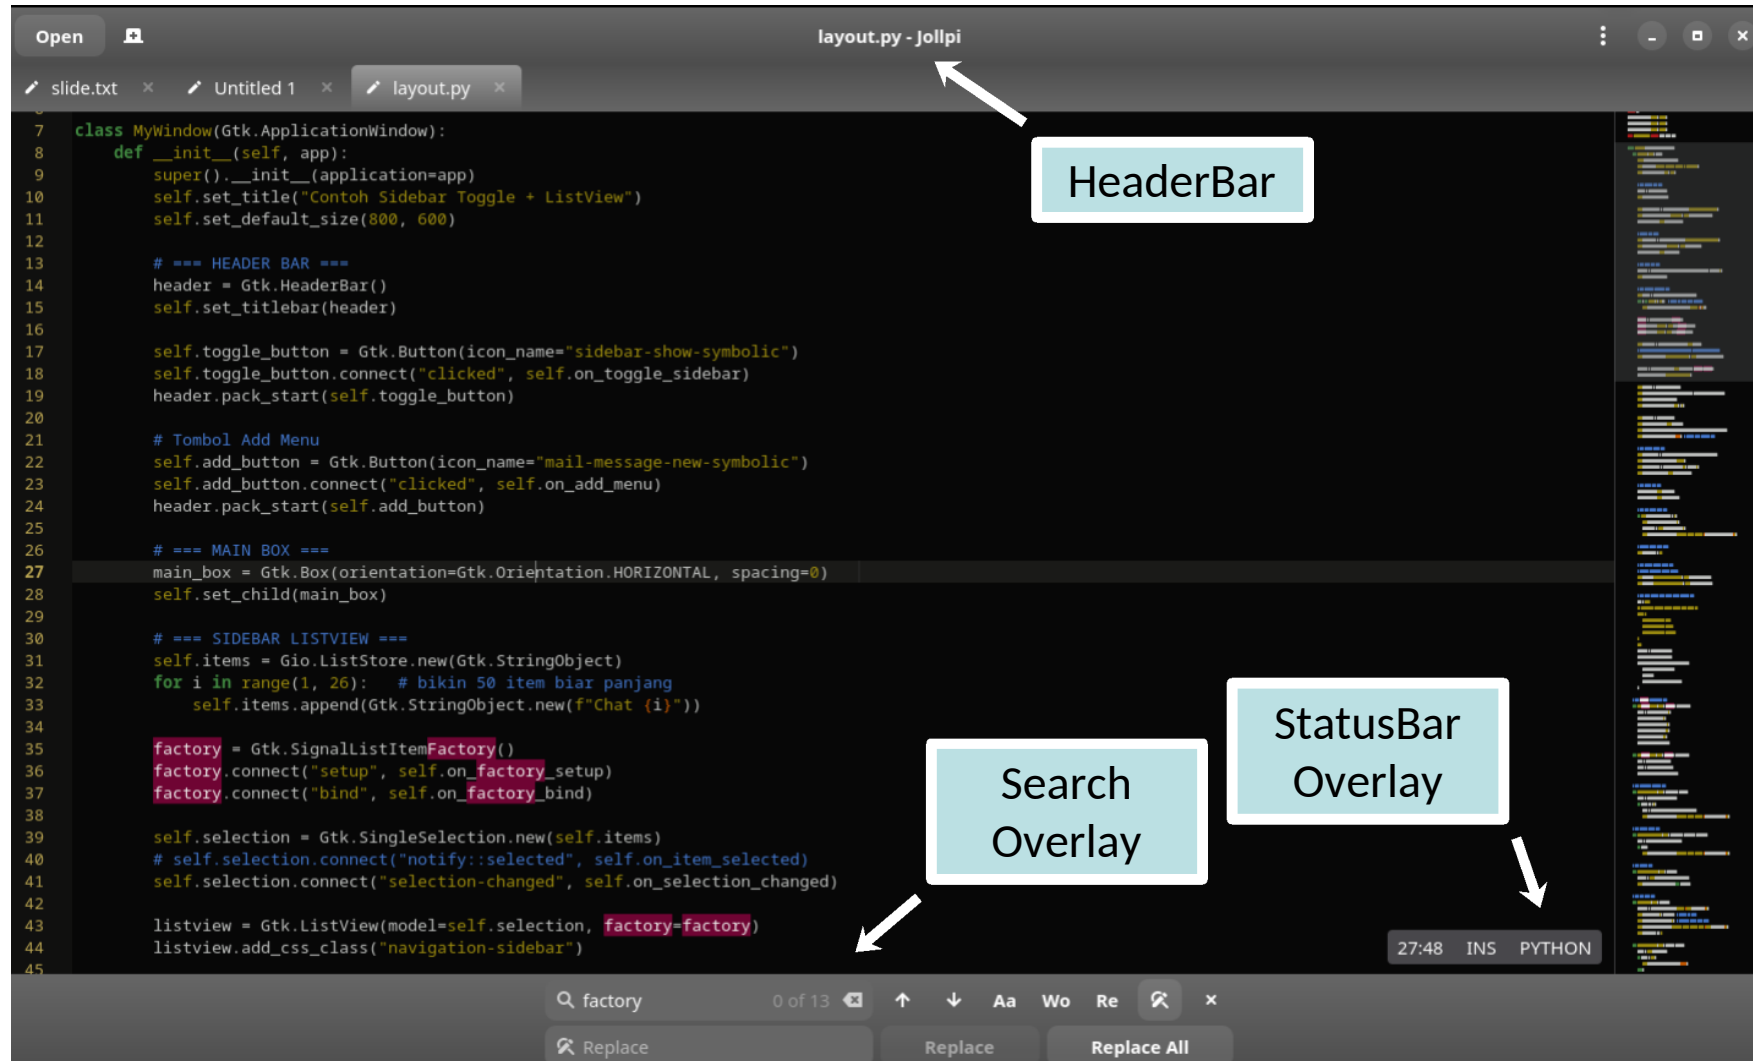 Open
layout.py - Jollpi
slide.txt
Untitled 1
layout.py
HeaderBar
7 class MyWindow(Gtk.ApplicationWindow):
8     def __init__(self, app):
9         super().__init__(application=app)
10         self.set_title("Contoh Sidebar Toggle + ListView")
11         self.set_default_size(800, 600)
12
13         # === HEADER BAR ===
14         header = Gtk.HeaderBar()
15         self.set_titlebar(header)
16
17         self.toggle_button = Gtk.Button(icon_name="sidebar-show-symbolic")
18         self.toggle_button.connect("clicked", self.on_toggle_sidebar)
19         header.pack_start(self.toggle_button)
20
21         # Tombol Add Menu
22         self.add_button = Gtk.Button(icon_name="mail-message-new-symbolic")
23         self.add_button.connect("clicked", self.on_add_menu)
24         header.pack_start(self.add_button)
25
26         # === MAIN BOX ===
27         main_box = Gtk.Box(orientation=Gtk.Orientation.HORIZONTAL, spacing=0)
28         self.set_child(main_box)
29
30         # === SIDEBAR LISTVIEW ===
31         self.items = Gio.ListStore.new(Gtk.StringObject)
32         for i in range(1, 26):   # bikin 50 item biar panjang
33             self.items.append(Gtk.StringObject.new(f"Chat {i}"))
34
35         factory = Gtk.SignalListItemFactory()
36         factory.connect("setup", self.on_factory_setup)
37         factory.connect("bind", self.on_factory_bind)
38
39         self.selection = Gtk.SingleSelection.new(self.items)
40         # self.selection.connect("notify::selected", self.on_item_selected)
41         self.selection.connect("selection-changed", self.on_selection_changed)
42
43         listview = Gtk.ListView(model=self.selection, factory=factory)
44         listview.add_css_class("navigation-sidebar")
45
StatusBar
Overlay
Search
Overlay
27:48 INS PYTHON
factory 0 of 13 Aa Wo Re
Replace Replace Replace All